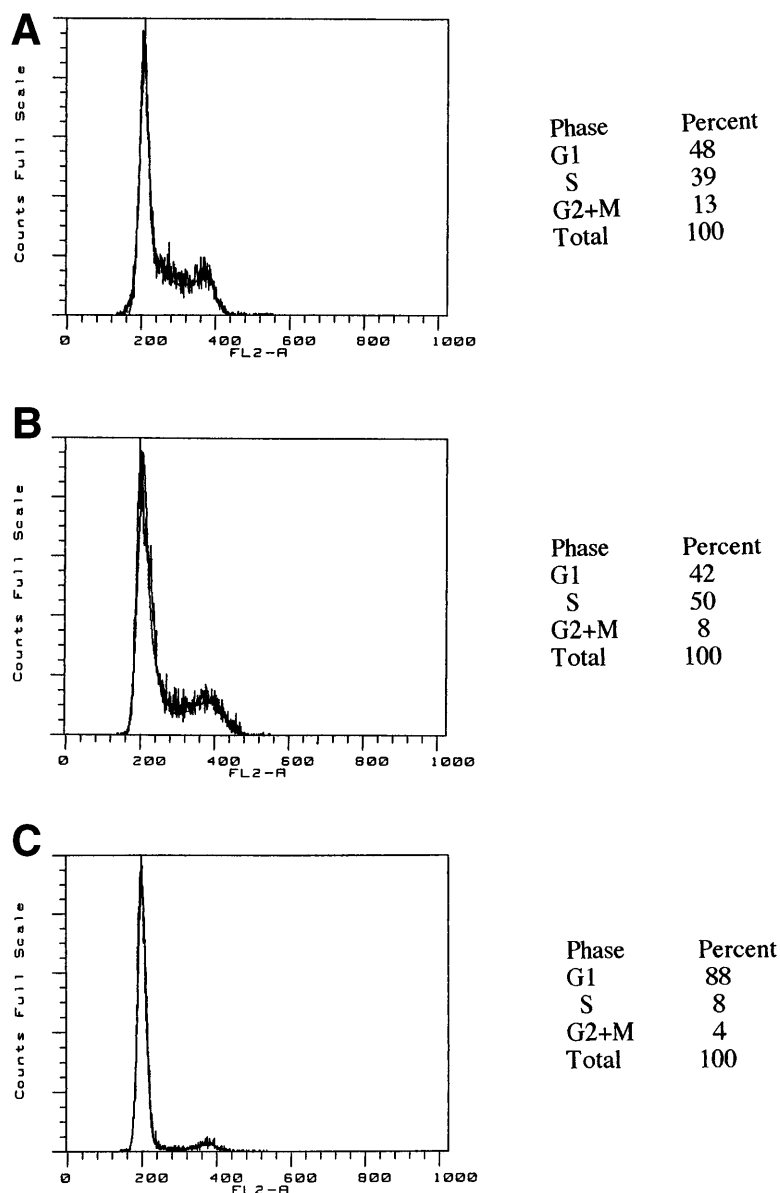 A
Counts Full Scale
0 200 400 600 800 1000
FL2-A
Phase Percent
G1 48
S 39
G2+M 13
Total 100
B
Counts Full Scale
0 200 400 600 800 1000
FL2-A
Phase Percent
G1 42
S 50
G2+M 8
Total 100
C
Counts Full Scale
0 200 400 600 800 1000
FL2-A
Phase Percent
G1 88
S 8
G2+M 4
Total 100